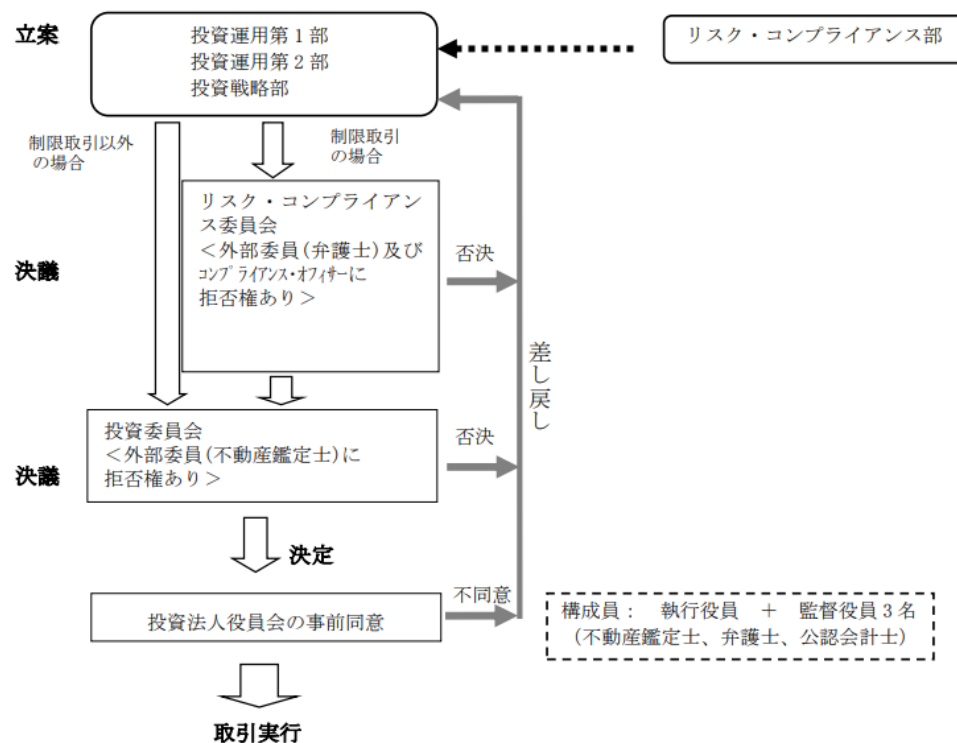 立案
投資運用第1部
投資運用第2部
投資戦略部
リスク・コンプライアンス部
制限取引以外
の場合
制限取引
の場合
決議
リスク・コンプライアン
ス委員会
<外部委員(弁護士)及び
コンプライアンス・オフィサーに
拒否権あり>
否決
差し戻し
決議
投資委員会
<外部委員(不動産鑑定士)に
拒否権あり>
否決
決定
投資法人役員会の事前同意
不同意
構成員: 執行役員 + 監督役員3名
(不動産鑑定士、弁護士、公認会計士)
取引実行